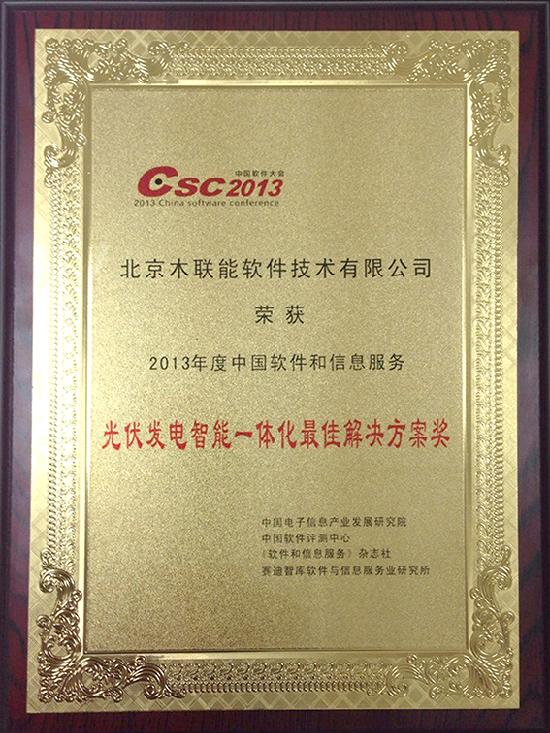 中国软件大会
CSC2013
2013 China software conference
北京木联能软件技术有限公司
荣获
2013年度中国软件和信息服务
光伏发电智能一体化最佳解决方案奖
中国电子信息产业发展研究院
中国软件评测中心
《软件和信息服务》杂志社
赛迪智库软件与信息服务业研究所